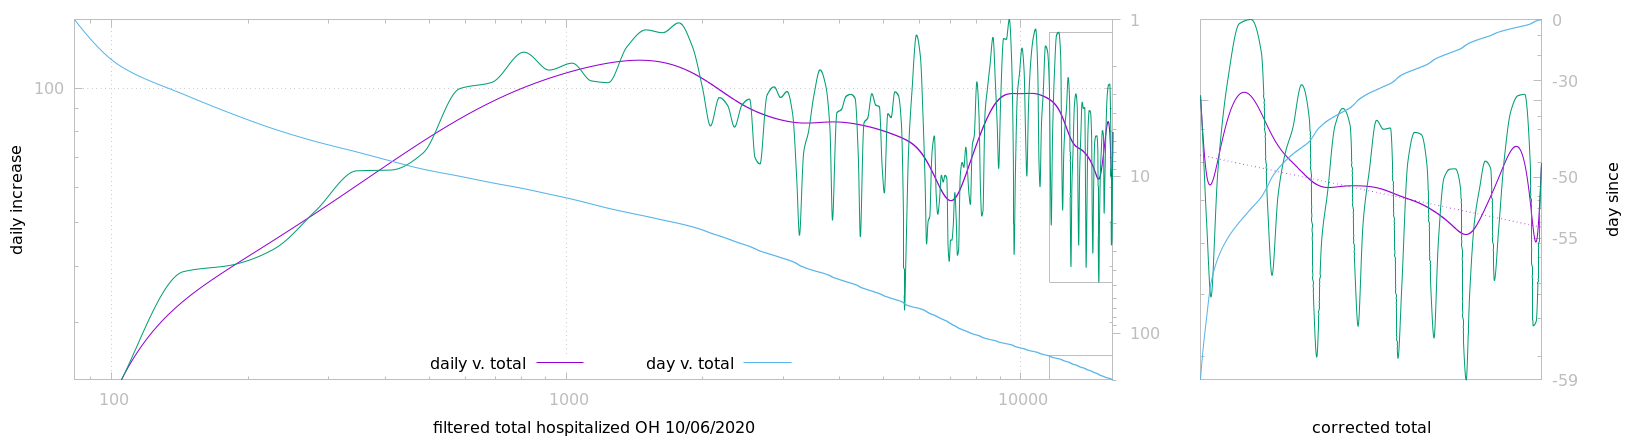 1
0
100
-30
daily increase
10
-50
day since
-55
100
daily v. total
day v. total
-59
100
1000
10000
filtered total hospitalized OH 10/06/2020
corrected total